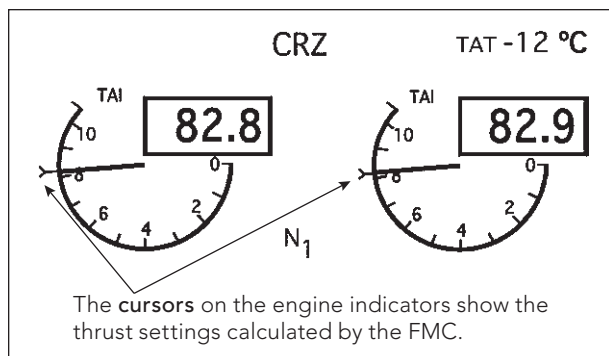 CRZ TAT -12 °C
TAI 82.8 TAI 82.9
10 0 10 0
8 8
6 2 6 2
4 4
N1
The cursors on the engine indicators show the
thrust settings calculated by the FMC.